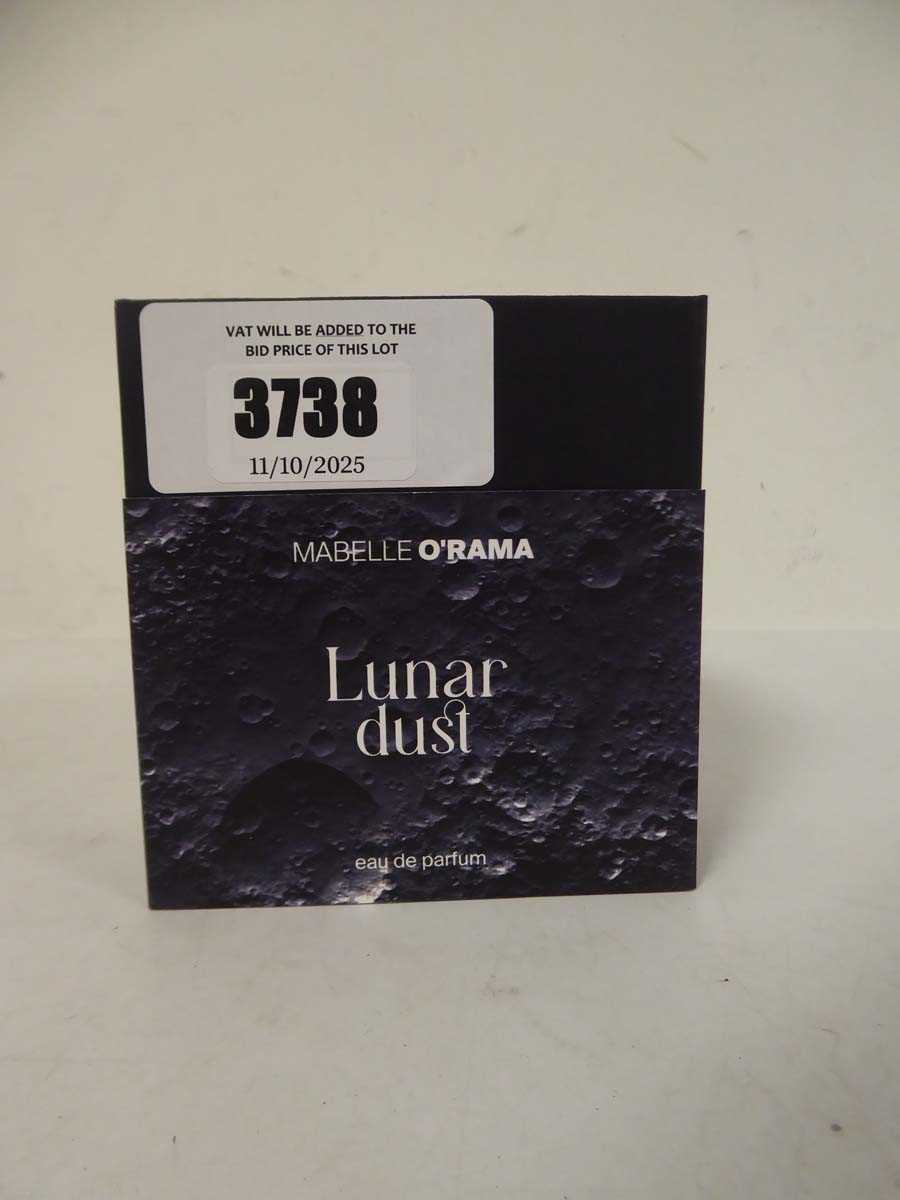 VAT WILL BE ADDED TO THE
BID PRICE OF THIS LOT
3738
11/10/2025
MABELLE O'RAMA
Lunar
dust
eau de parfum